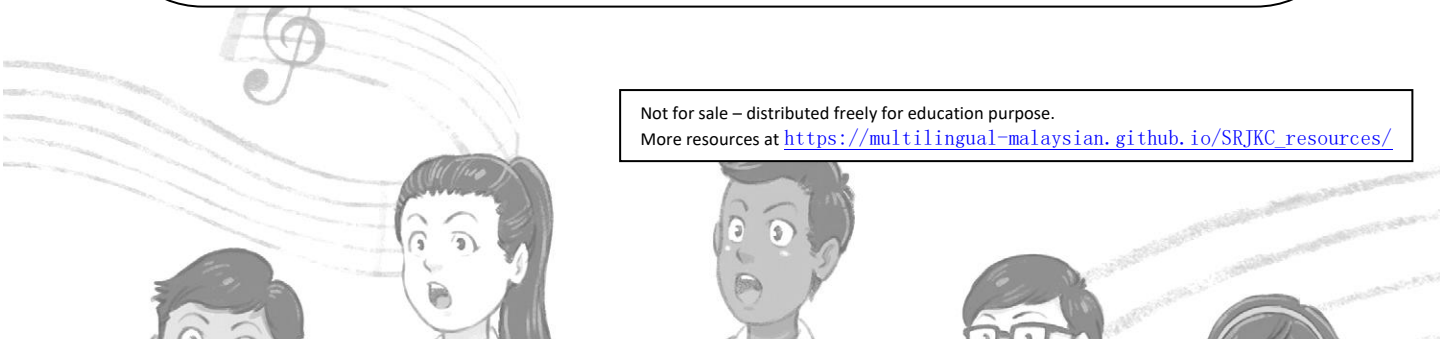 Not for sale – distributed freely for education purpose.
More resources at https://multilingual-malaysian.github.io/SRJKC_resources/